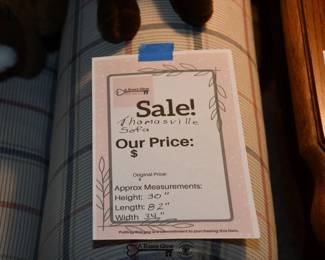 Sale!
Thomasville
Sofa
Our Price:
$
Original Price:
Approx Measurements:
Height: 30"
Length: 82"
Width 34"